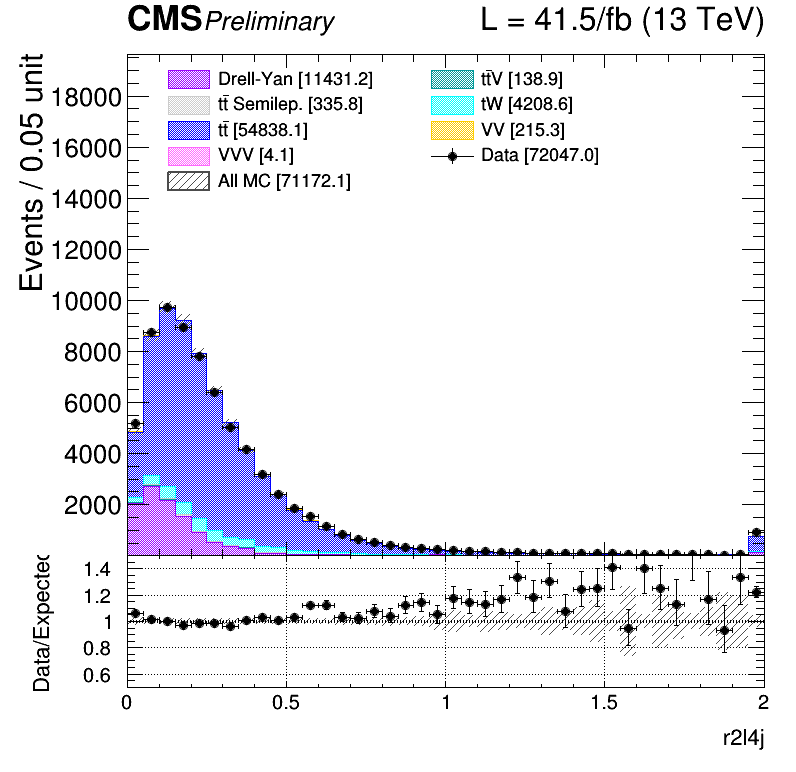 CMS Preliminary L = 41.5/fb (13 TeV)
Events / 0.05 unit
Drell-Yan [11431.2]
tt̄ Semilep. [335.8]
tt̄ [54838.1]
VVV [4.1]
All MC [71172.1]
tt̄V [138.9]
tW [4208.6]
VV [215.3]
Data [72047.0]
18000
16000
14000
12000
10000
8000
6000
4000
2000
Data/Expected
1.4
1.2
1
0.8
0.6
0 0.5 1 1.5 2
r2l4j